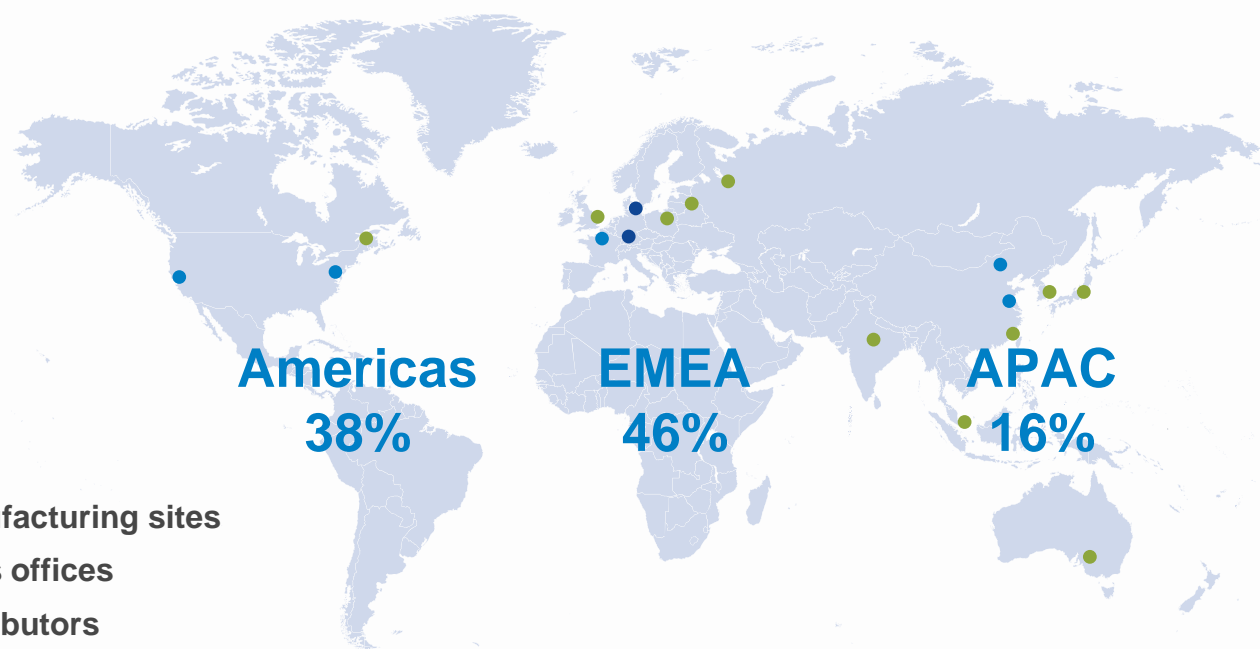 Americas
38%
EMEA
46%
APAC
16%
facturing sites
offices
butors